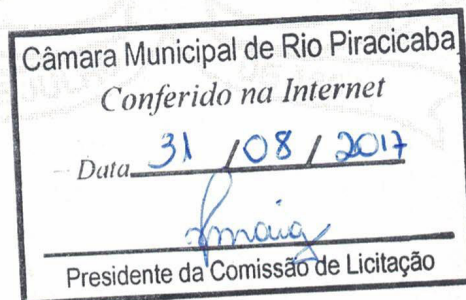 Câmara Municipal de Rio Piracicaba
Conferido na Internet
Data 31 / 08 / 2017
Presidente da Comissão de Licitação